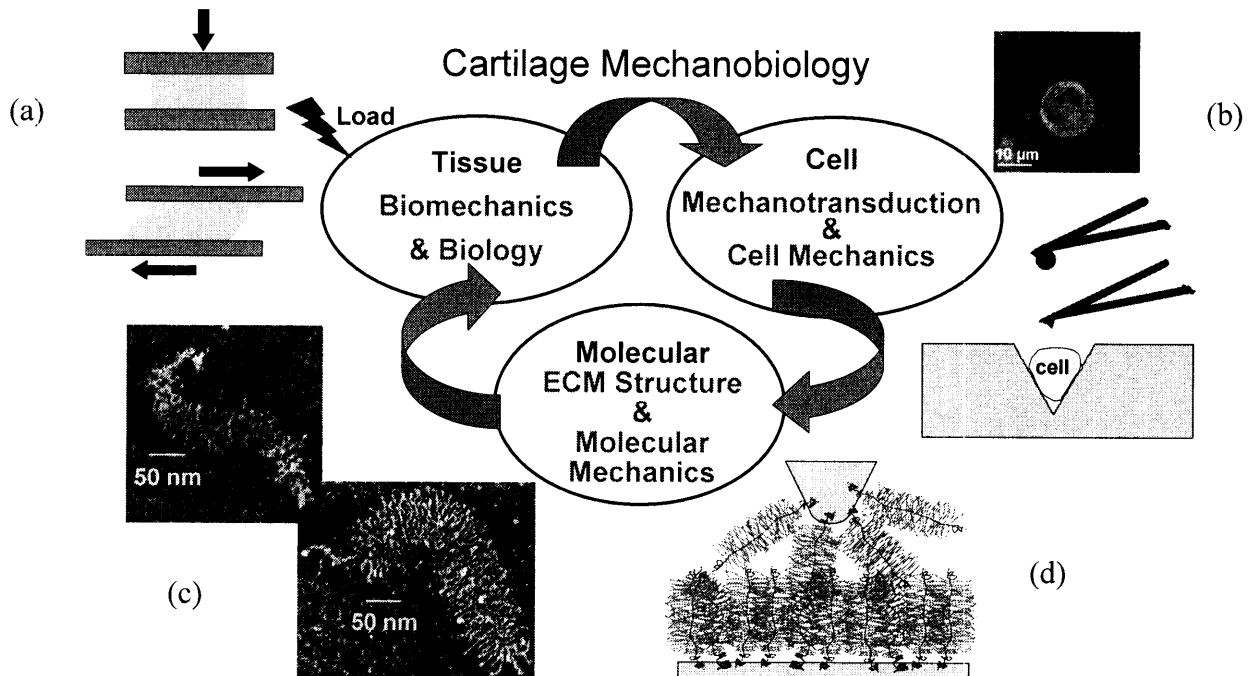 Cartilage Mechanobiology
(a)
Load
(b)
10 µm
Tissue
Biomechanics
& Biology
Cell
Mechanotransduction
&
Cell Mechanics
Molecular
ECM Structure
&
Molecular
Mechanics
cell
50 nm
50 nm
(c)
(d)